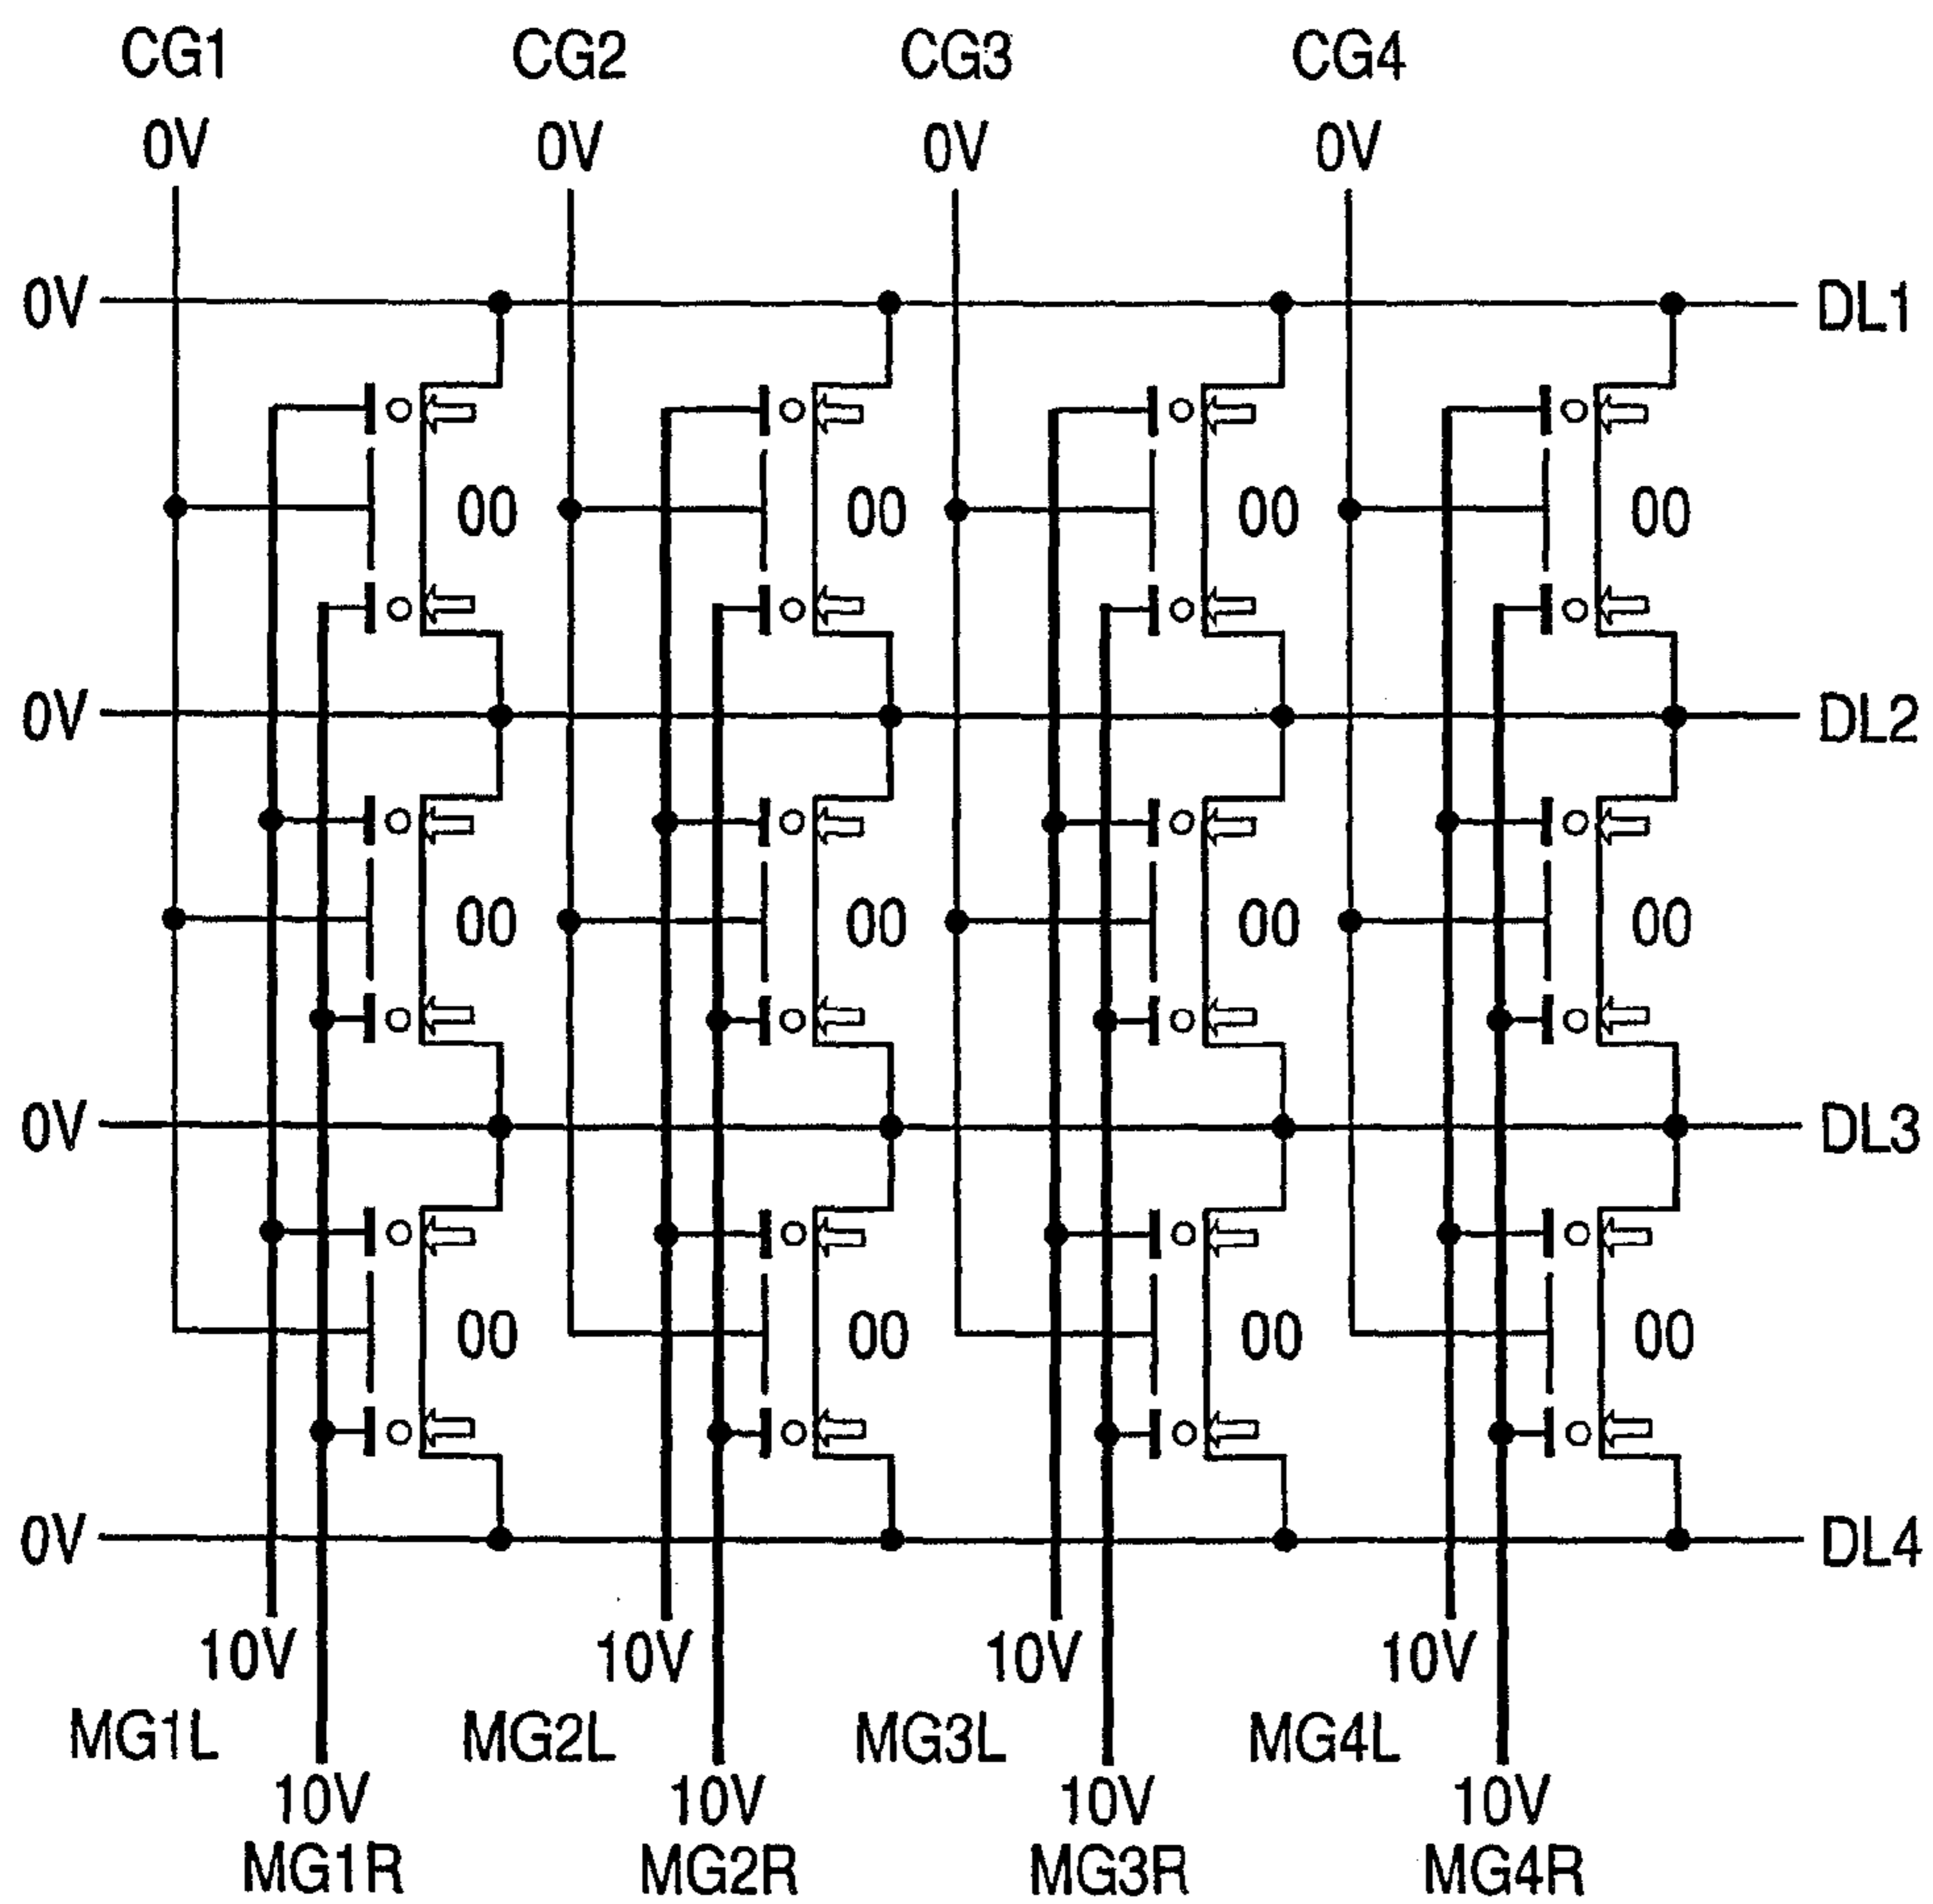 CG1 CG2 CG3 CG4
0V 0V 0V 0V
0V DL1
00 00 00 00
0V DL2
00 00 00 00
0V DL3
00 00 00 00
0V DL4
10V 10V 10V 10V
MG1L MG2L MG3L MG4L
10V 10V 10V 10V
MG1R MG2R MG3R MG4R